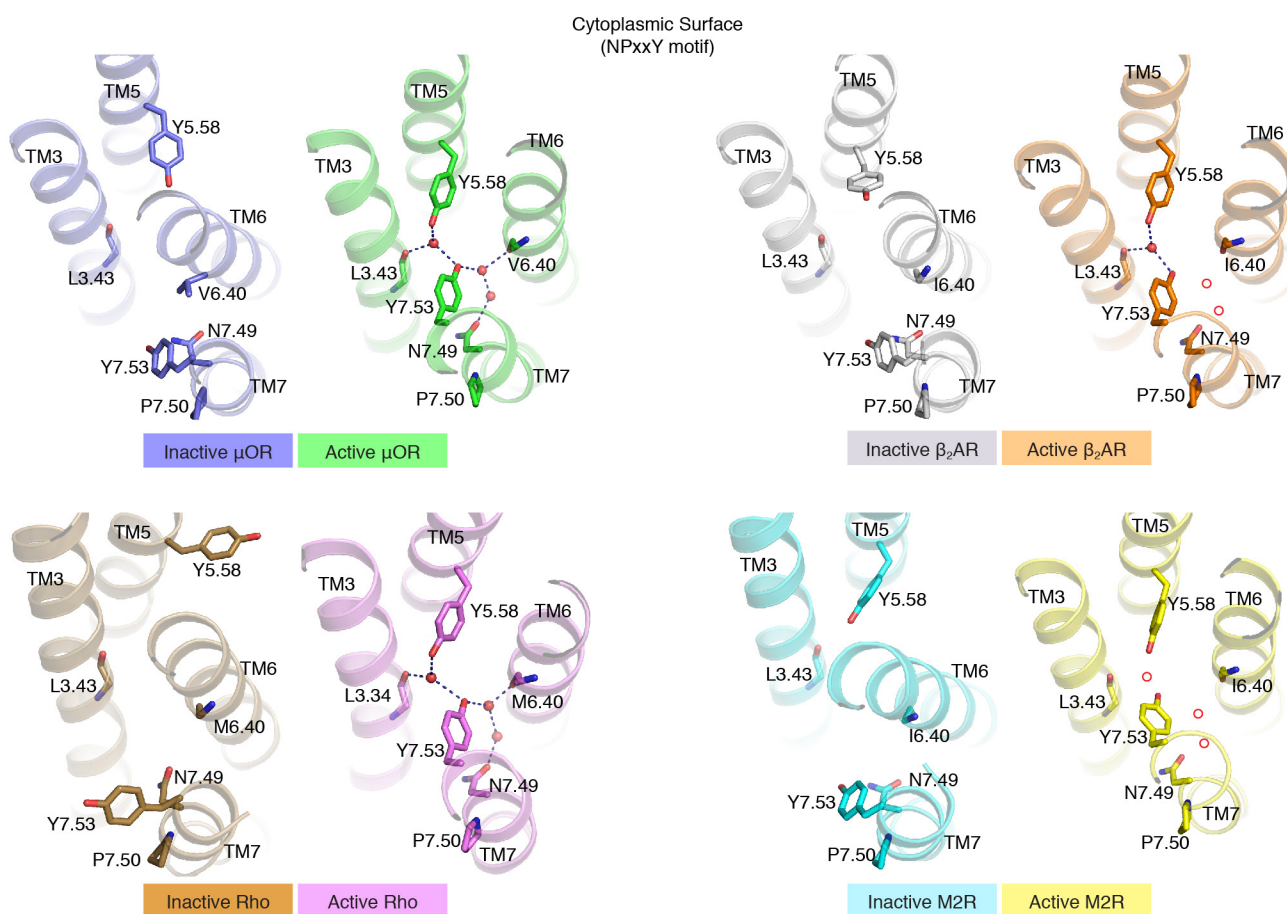 Cytoplasmic Surface
(NPxxY motif)
TM5
Y5.58
TM3
TM6
L3.43
V6.40
N7.49
Y7.53
TM7
P7.50
TM5
TM3
TM6
Y5.58
L3.43
V6.40
Y7.53
N7.49
TM7
P7.50
Inactive μOR
Active μOR
TM5
TM3
Y5.58
TM6
L3.43
I6.40
N7.49
Y7.53
TM7
P7.50
TM5
TM6
TM3
Y5.58
L3.43
I6.40
Y7.53
N7.49
TM7
P7.50
Inactive β₂AR
Active β₂AR
TM5
Y5.58
TM3
TM6
L3.43
M6.40
N7.49
Y7.53
P7.50
TM7
TM5
TM3
Y5.58
TM6
L3.34
M6.40
Y7.53
N7.49
P7.50
TM7
Inactive Rho
Active Rho
TM5
TM3
Y5.58
TM6
L3.43
I6.40
N7.49
Y7.53
TM7
P7.50
TM5
TM3
Y5.58
TM6
L3.43
I6.40
Y7.53
N7.49
TM7
P7.50
Inactive M2R
Active M2R